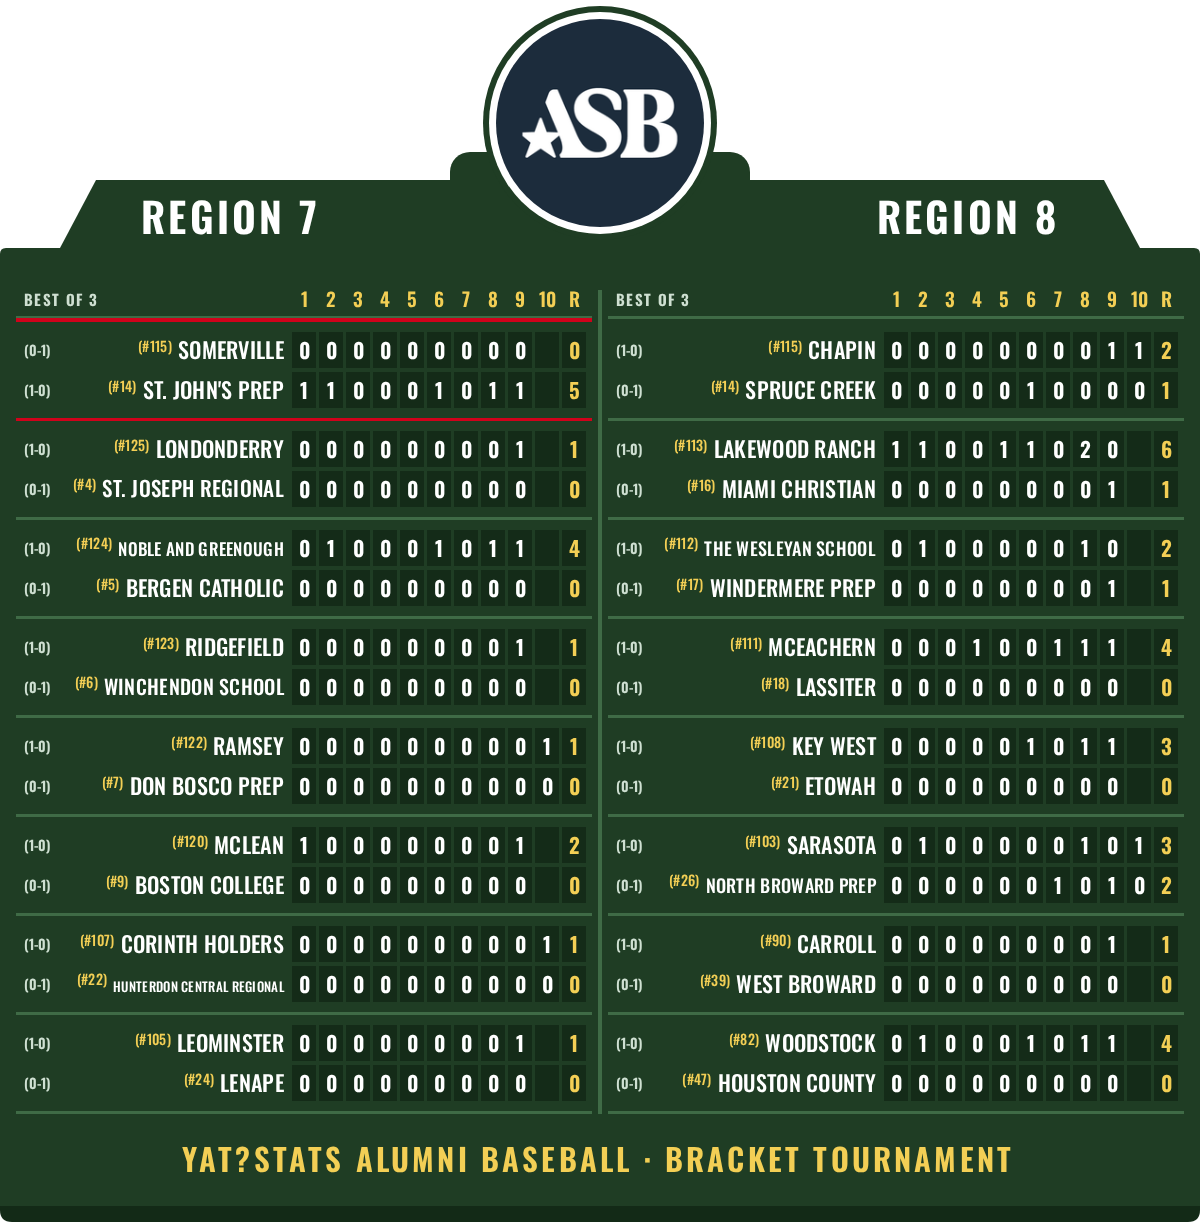 ASB
REGION 7
REGION 8
BEST OF 3 1 2 3 4 5 6 7 8 9 10 R
(0-1) (#115) SOMERVILLE 0 0 0 0 0 0 0 0 0 0
(1-0) (#14) ST. JOHN'S PREP 1 1 0 0 0 1 0 1 1 5
(1-0) (#125) LONDONDERRY 0 0 0 0 0 0 0 0 1 1
(0-1) (#4) ST. JOSEPH REGIONAL 0 0 0 0 0 0 0 0 0 0
(1-0) (#124) NOBLE AND GREENOUGH 0 1 0 0 0 1 0 1 1 4
(0-1) (#5) BERGEN CATHOLIC 0 0 0 0 0 0 0 0 0 0
(1-0) (#123) RIDGEFIELD 0 0 0 0 0 0 0 0 1 1
(0-1) (#6) WINCHENDON SCHOOL 0 0 0 0 0 0 0 0 0 0
(1-0) (#122) RAMSEY 0 0 0 0 0 0 0 0 0 1 1
(0-1) (#7) DON BOSCO PREP 0 0 0 0 0 0 0 0 0 0 0
(1-0) (#120) MCLEAN 1 0 0 0 0 0 0 0 1 2
(0-1) (#9) BOSTON COLLEGE 0 0 0 0 0 0 0 0 0 0
(1-0) (#107) CORINTH HOLDERS 0 0 0 0 0 0 0 0 0 1 1
(0-1) (#22) HUNTERDON CENTRAL REGIONAL 0 0 0 0 0 0 0 0 0 0 0
(1-0) (#105) LEOMINSTER 0 0 0 0 0 0 0 0 1 1
(0-1) (#24) LENAPE 0 0 0 0 0 0 0 0 0 0
BEST OF 3 1 2 3 4 5 6 7 8 9 10 R
(1-0) (#115) CHAPIN 0 0 0 0 0 0 0 0 1 1 2
(0-1) (#14) SPRUCE CREEK 0 0 0 0 0 1 0 0 0 0 1
(1-0) (#113) LAKEWOOD RANCH 1 1 0 0 1 1 0 2 0 6
(0-1) (#16) MIAMI CHRISTIAN 0 0 0 0 0 0 0 0 1 1
(1-0) (#112) THE WESLEYAN SCHOOL 0 1 0 0 0 0 0 1 0 2
(0-1) (#17) WINDERMERE PREP 0 0 0 0 0 0 0 0 1 1
(1-0) (#111) MCEACHERN 0 0 0 1 0 0 1 1 1 4
(0-1) (#18) LASSITER 0 0 0 0 0 0 0 0 0 0
(1-0) (#108) KEY WEST 0 0 0 0 0 1 0 1 1 3
(0-1) (#21) ETOWAH 0 0 0 0 0 0 0 0 0 0
(1-0) (#103) SARASOTA 0 1 0 0 0 0 0 1 0 1 3
(0-1) (#26) NORTH BROWARD PREP 0 0 0 0 0 0 1 0 1 0 2
(1-0) (#90) CARROLL 0 0 0 0 0 0 0 0 1 1
(0-1) (#39) WEST BROWARD 0 0 0 0 0 0 0 0 0 0
(1-0) (#82) WOODSTOCK 0 1 0 0 0 1 0 1 1 4
(0-1) (#47) HOUSTON COUNTY 0 0 0 0 0 0 0 0 0 0
YAT?STATS ALUMNI BASEBALL · BRACKET TOURNAMENT